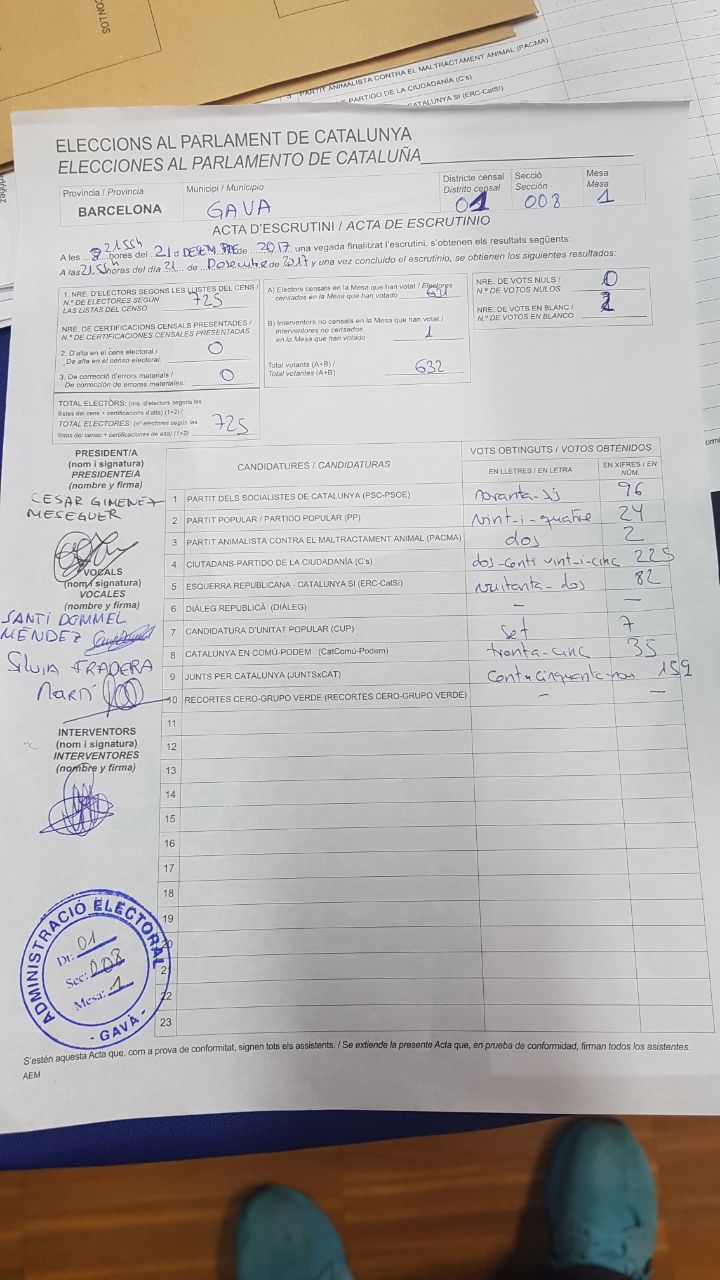 CON LOS
PARTIT ANIMALISTA CONTRA EL MALTRACTAMENT ANIMAL (PACMA)
PARTIDO DE LA CIUDADANÍA (C's)
CATALUNYA SI (ERC-CatSí)
ELECCIONS AL PARLAMENT DE CATALUNYA
ELECCIONES AL PARLAMENTO DE CATALUÑA
Província / Provincia Municipi / Municipio Districte censal Secció Mesa
Distrito censal Sección Mesa
BARCELONA GAVA 01 008 1
ACTA D'ESCRUTINI / ACTA DE ESCRUTINIO
A les 21'55h hores del 21 d DESEMBRE de 2017, una vegada finalitzat l'escrutini, s'obtenen els resultats següents:
A las 21.55h horas del día 21 de Desembre de 2017 y una vez concluido el escrutinio, se obtienen los siguientes resultados:
1. NRE. D'ELECTORS SEGONS LES LLISTES DEL CENS /
N.º DE ELECTORES SEGÚN
LAS LISTAS DEL CENSO
725
NRE. DE CERTIFICACIONS CENSALS PRESENTADES /
N.º DE CERTIFICACIONES CENSALES PRESENTADAS
2. D'alta en el cens electoral /
De alta en el censo electoral: 0
3. De correcció d'errors materials /
De corrección de errores materiales: 0
TOTAL ELECTORS: (nre. d'electors segons les
llistes del cens + certificacions d'alta) (1+2) /
TOTAL ELECTORES: (nº electores según las
listas del censo + certificaciones de alta) (1+2) 725
A) Electors censats en la Mesa que han votat / Electores
censados en la Mesa que han votado 631
B) Interventors no censats en la Mesa que han votat /
Interventores no censados
en la Mesa que han votado 1
Total votants (A+B) /
Total votantes (A+B) 632
NRE. DE VOTS NULS /
N.º DE VOTOS NULOS 0
NRE. DE VOTS EN BLANC /
N.º DE VOTOS EN BLANCO 2
PRESIDENT/A
(nom i signatura)
PRESIDENTE/A
(nombre y firma)
CESAR GIMENEZ
MESEGUER
VOCALS
(nom i signatura)
VOCALES
(nombre y firma)
SANTI DOMMEL
MÉNDEZ
SILVIA FRADERA
MARTÍ
INTERVENTORS
(nom i signatura)
INTERVENTORES
(nombre y firma)
CANDIDATURES / CANDIDATURAS VOTS OBTINGUTS / VOTOS OBTENIDOS
EN LLETRES / EN LETRA EN XIFRES / EN NÚM.
1 PARTIT DELS SOCIALISTES DE CATALUNYA (PSC-PSOE) noranta-sis 96
2 PARTIT POPULAR / PARTIDO POPULAR (PP) vint-i-quatre 24
3 PARTIT ANIMALISTA CONTRA EL MALTRACTAMENT ANIMAL (PACMA) dos 2
4 CIUTADANS-PARTIDO DE LA CIUDADANÍA (C's) dos-cents vint-i-cinc 225
5 ESQUERRA REPUBLICANA - CATALUNYA SI (ERC-CatSí) vuitanta-dos 82
6 DIÀLEG REPUBLICÀ (DIÀLEG) — —
7 CANDIDATURA D'UNITAT POPULAR (CUP) set 7
8 CATALUNYA EN COMÚ-PODEM (CatComú-Podem) trenta-cinc 35
9 JUNTS PER CATALUNYA (JUNTSxCAT) cent cinquanta-nou 159
10 RECORTES CERO-GRUPO VERDE (RECORTES CERO-GRUPO VERDE) — —
11
12
13
14
15
16
17
18
19
20
21
22
23
ADMINISTRACIÓ ELECTORAL
Dt: 01
Sec: 008
Mesa: 1
- GAVÀ -
S'estén aquesta Acta que, com a prova de conformitat, signen tots els assistents. / Se extiende la presente Acta que, en prueba de conformidad, firman todos los asistentes.
AEM